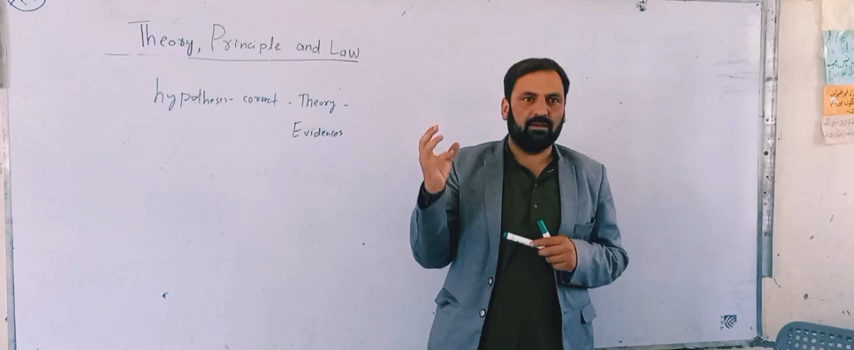 Theory, Principle and Law
hypothesis - correct - Theory -
Evidences